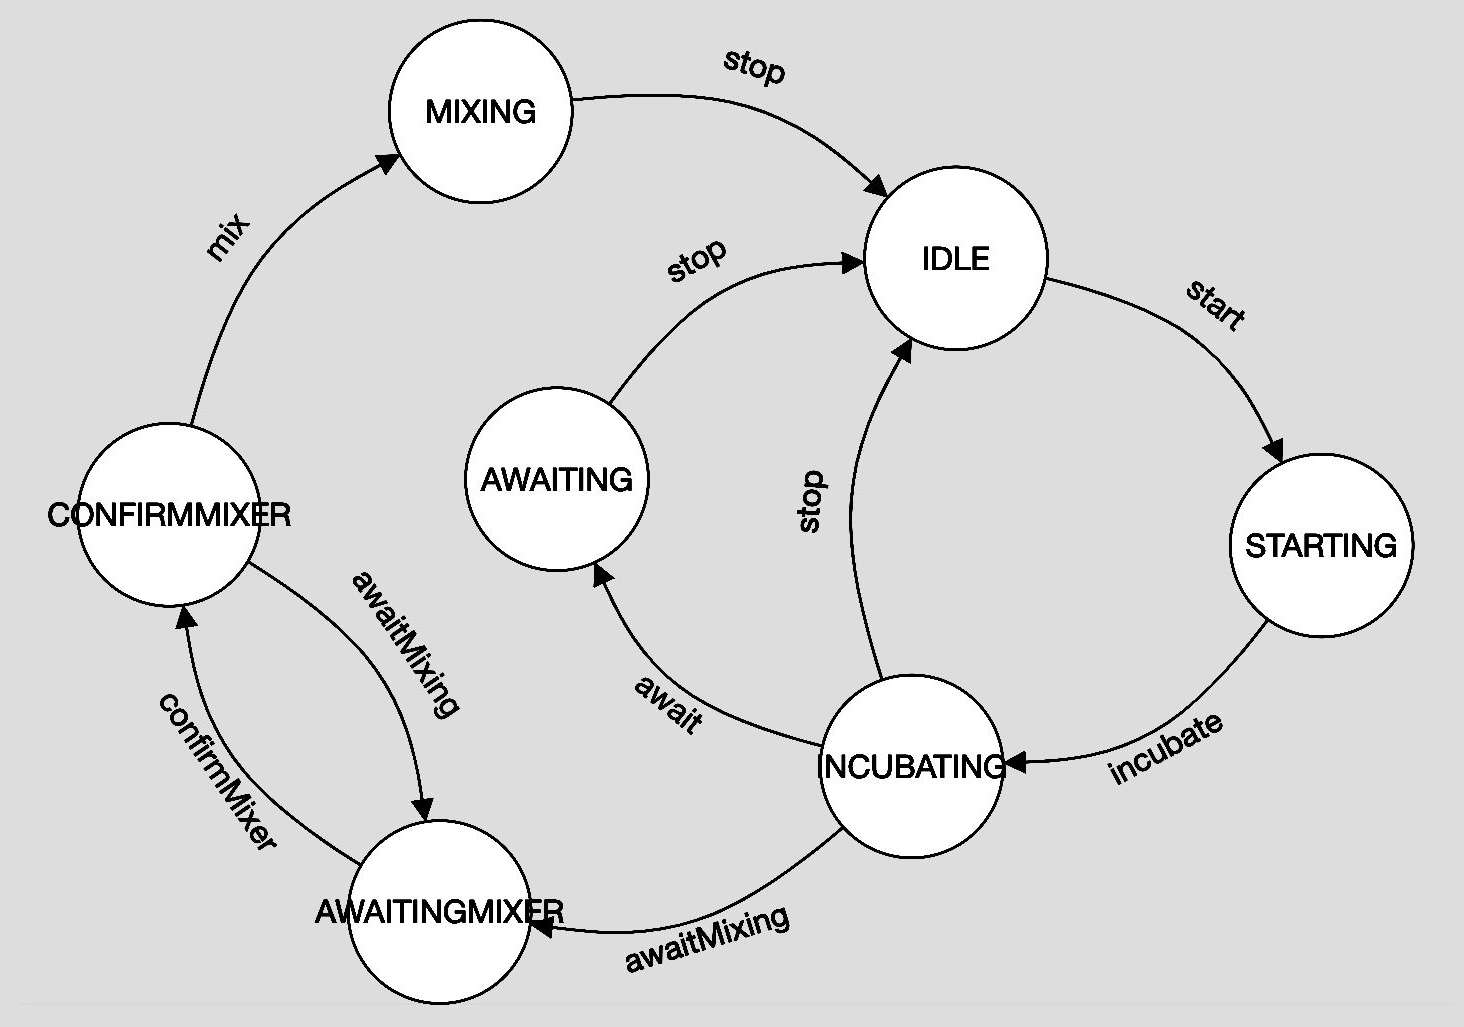 MIXING
stop
mix
IDLE
stop
start
AWAITING
stop
CONFIRMMIXER
STARTING
awaitMixing
await
confirmMixer
INCUBATING
incubate
AWAITINGMIXER
awaitMixing